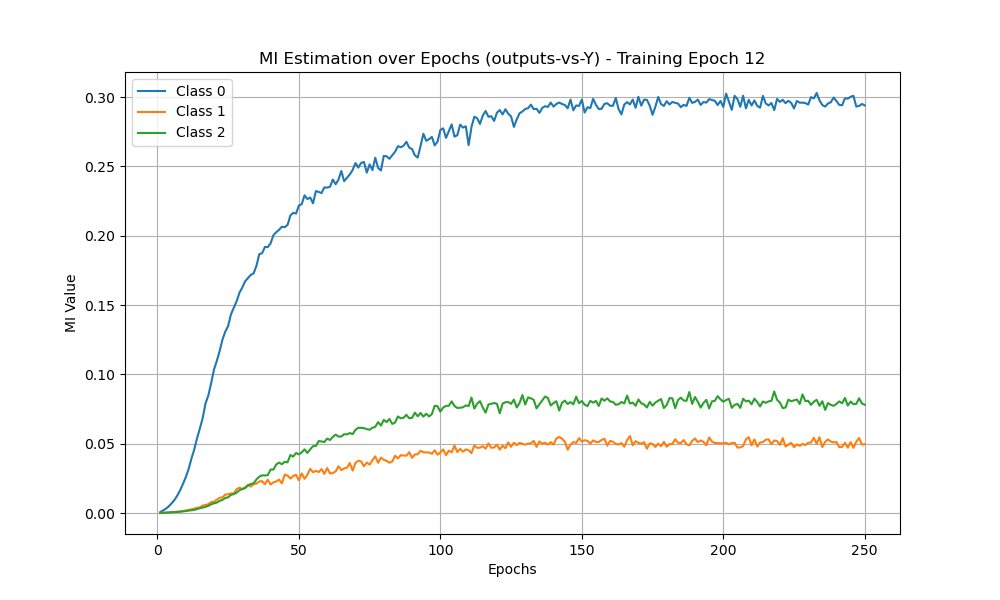 MI Estimation over Epochs (outputs-vs-Y) - Training Epoch 12
Class 0
Class 1
Class 2
MI Value
0.30
0.25
0.20
0.15
0.10
0.05
0.00
0
50
100
150
200
250
Epochs